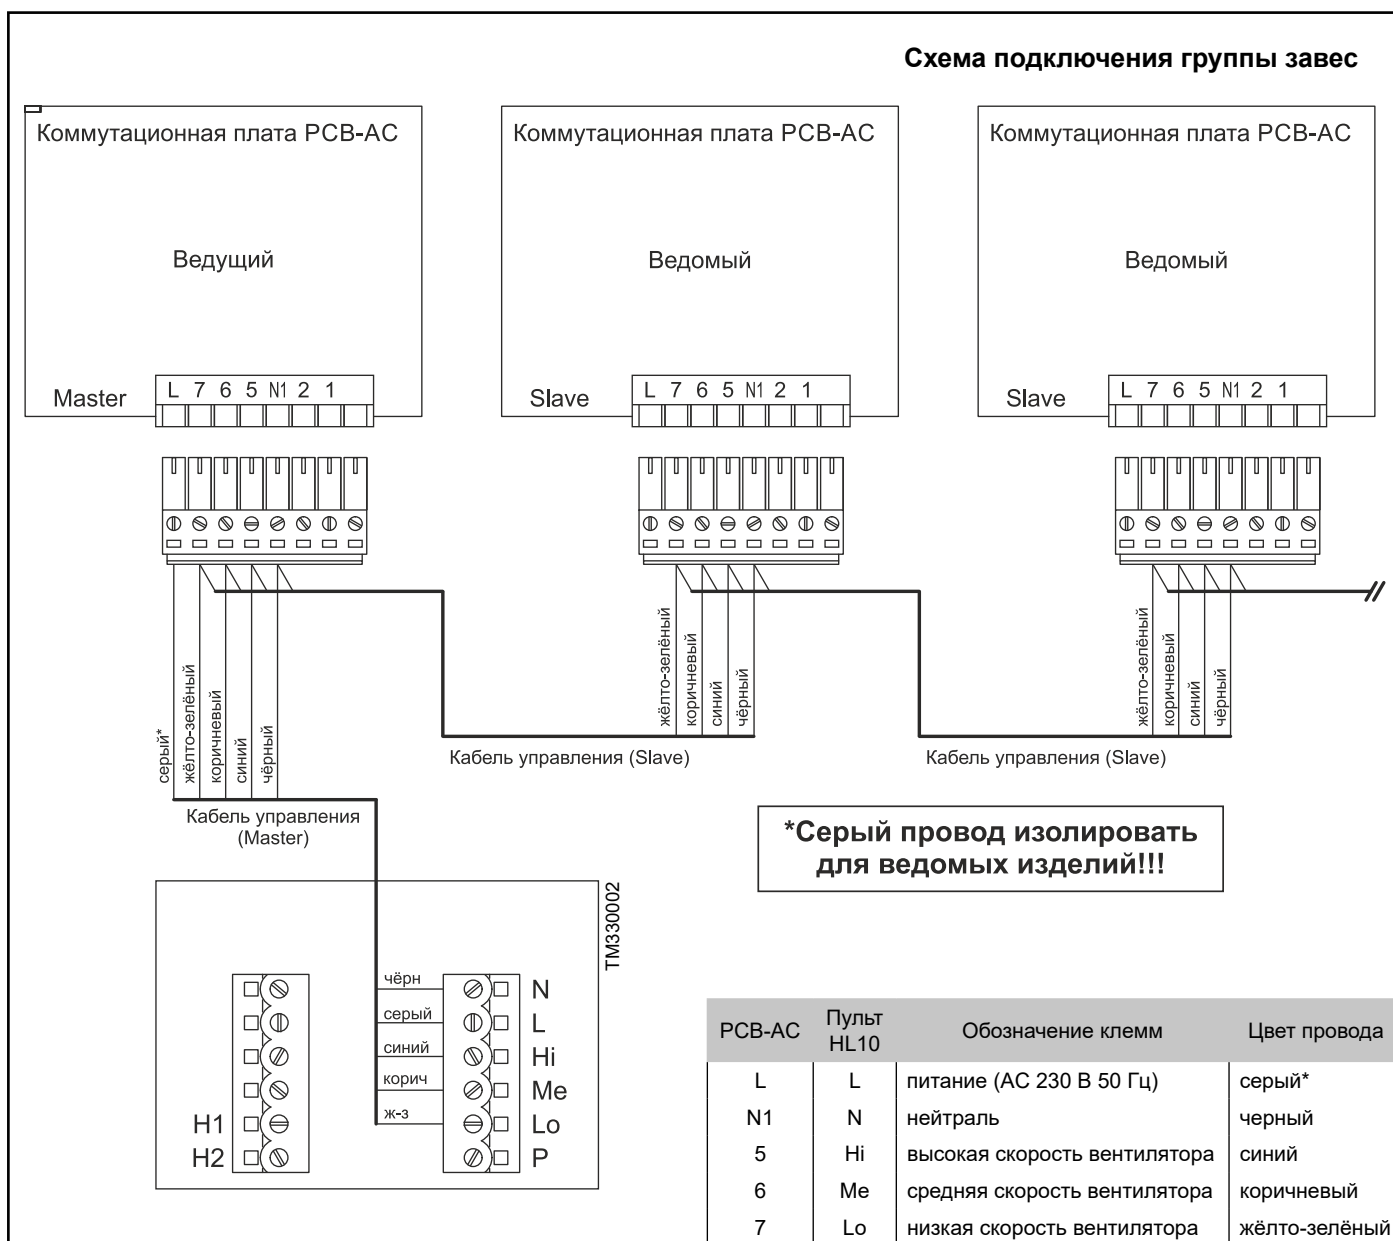 Схема подключения группы завес
Коммутационная плата PCB-AC
Коммутационная плата PCB-AC
Коммутационная плата PCB-AC
Ведущий
Ведомый
Ведомый
Master
L 7 6 5 N1 2 1
Slave
L 7 6 5 N1 2 1
Slave
L 7 6 5 N1 2 1
серый*
жёлто-зелёный
коричневый
синий
чёрный
жёлто-зелёный
коричневый
синий
чёрный
жёлто-зелёный
коричневый
синий
чёрный
Кабель управления (Slave)
Кабель управления (Slave)
Кабель управления
(Master)
*Серый провод изолировать
для ведомых изделий!!!
TM330002
чёрн
N
серый
L
синий
Hi
корич
Me
H1
ж-з
Lo
H2
P
PCB-AC Пульт HL10 Обозначение клемм Цвет провода
L L питание (AC 230 В 50 Гц) серый*
N1 N нейтраль черный
5 Hi высокая скорость вентилятора синий
6 Me средняя скорость вентилятора коричневый
7 Lo низкая скорость вентилятора жёлто-зелёный